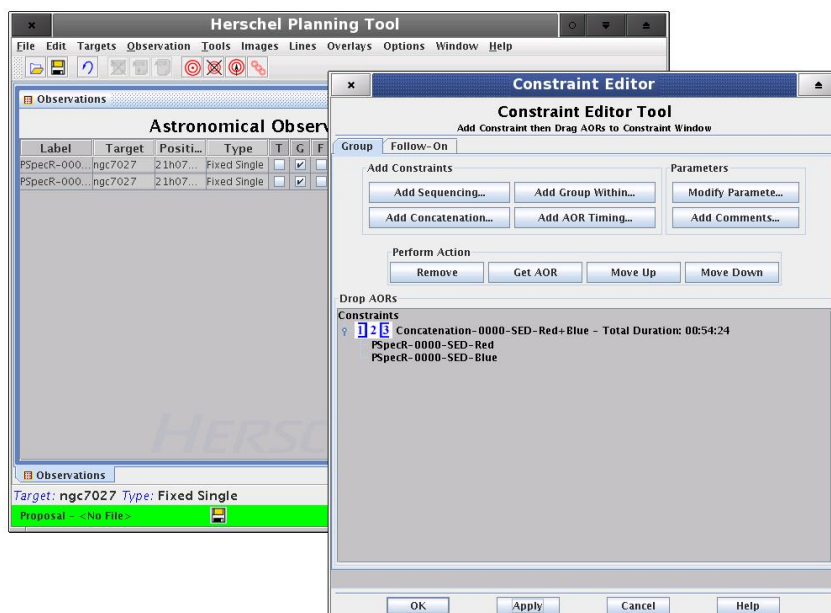 Herschel Planning Tool
File Edit Targets Observation Tools Images Lines Overlays Options Window Help
Observations
Astronomical Observ
Label Target Positi... Type T G F
PSpecR-000... ngc7027 21h07... Fixed Single
PSpecR-000... ngc7027 21h07... Fixed Single
HERSC
Observations
Target: ngc7027 Type: Fixed Single
Proposal - <No File>
Constraint Editor
Constraint Editor Tool
Add Constraint then Drag AORs to Constraint Window
Group Follow-On
Add Constraints
Parameters
Add Sequencing... Add Group Within... Modify Paramete...
Add Concatenation... Add AOR Timing... Add Comments...
Perform Action
Remove Get AOR Move Up Move Down
Drop AORs
Constraints
1 2 3 Concatenation-0000-SED-Red+Blue - Total Duration: 00:54:24
PSpecR-0000-SED-Red
PSpecR-0000-SED-Blue
OK Apply Cancel Help